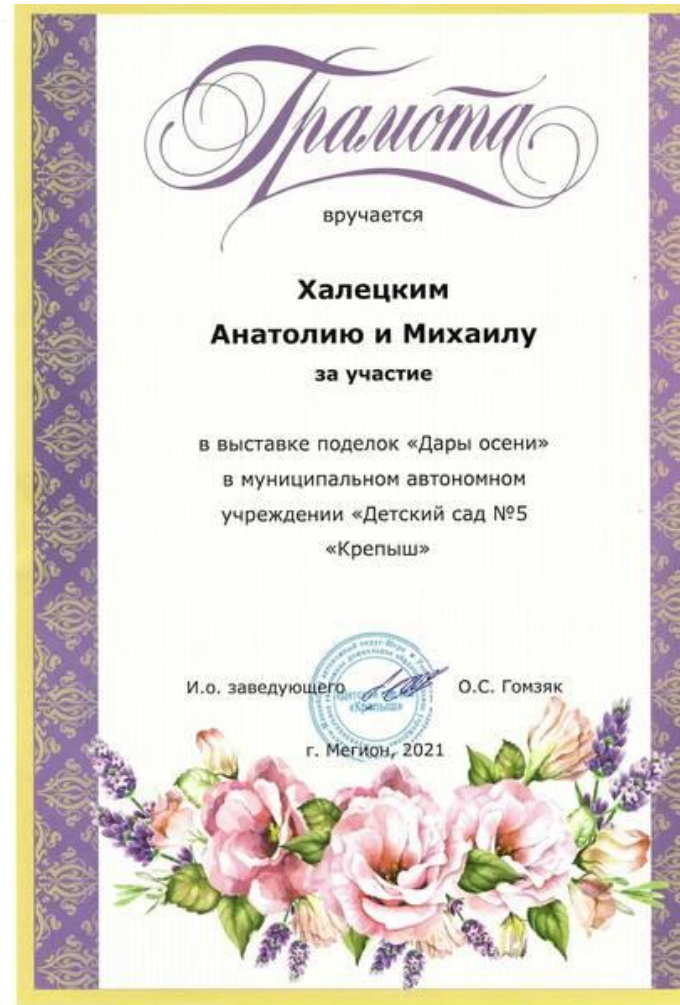 Грамота
вручается
Халецким
Анатолию и Михаилу
за участие
в выставке поделок «Дары осени»
в муниципальном автономном
учреждении «Детский сад №5
«Крепыш»
И.о. заведующего
О.С. Гомзяк
«Крепыш»
г. Мегион, 2021